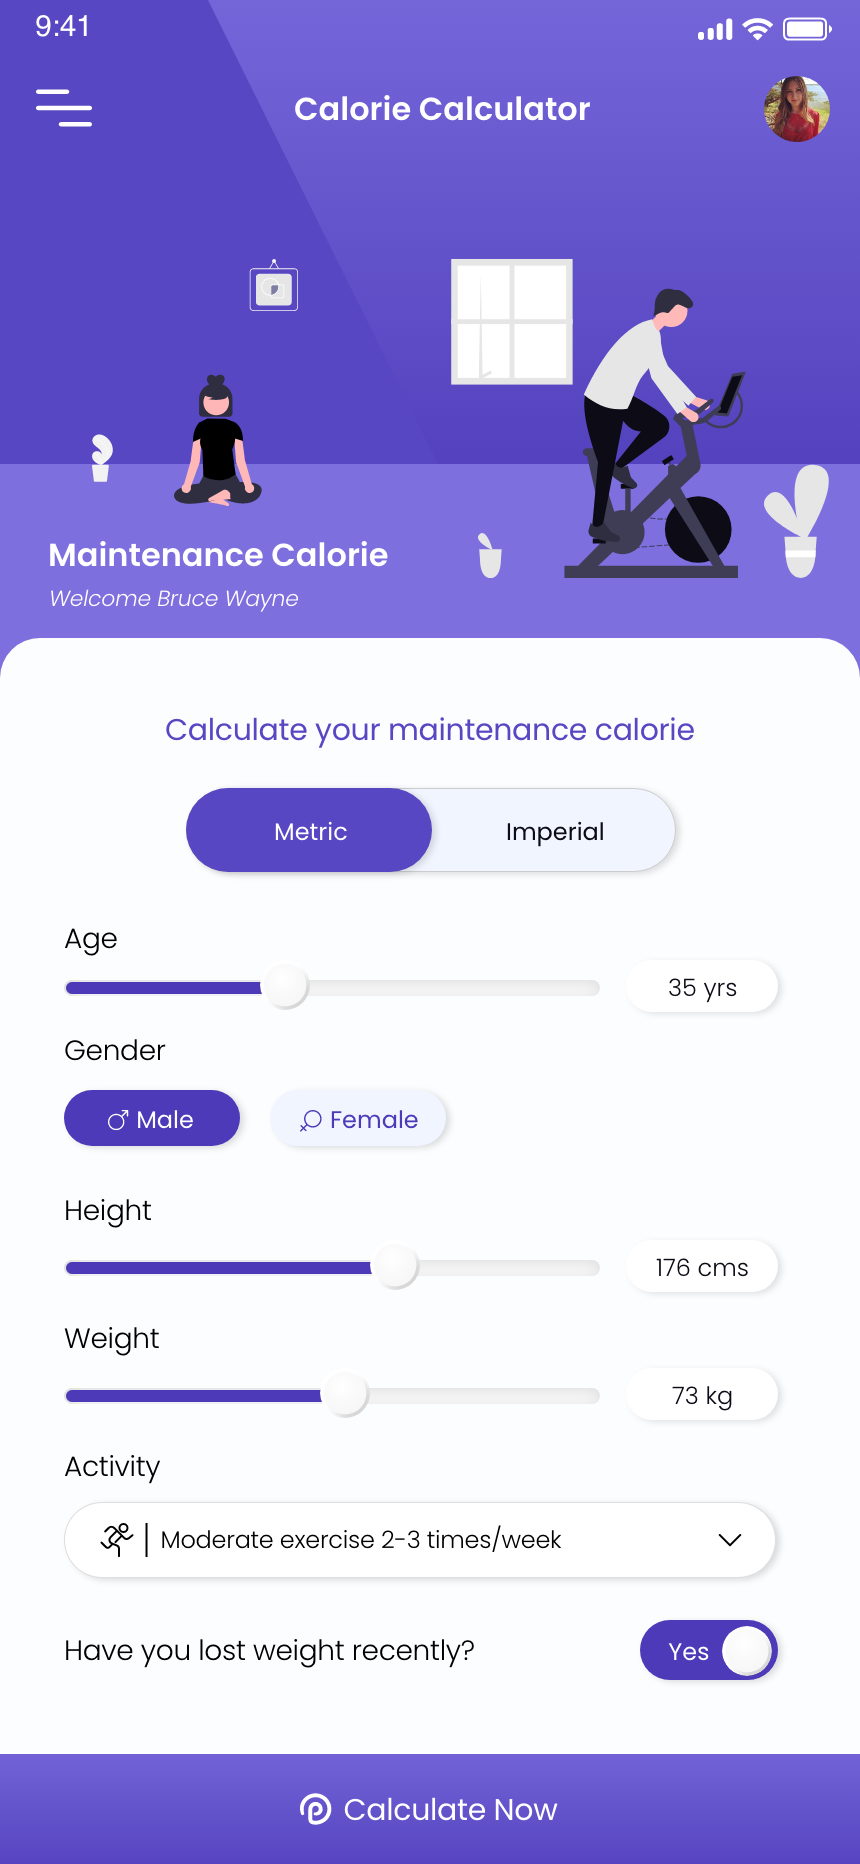 9:41
Calorie Calculator
Maintenance Calorie
Welcome Bruce Wayne
Calculate your maintenance calorie
Metric
Imperial
Age
35 yrs
Gender
Male
Female
Height
176 cms
Weight
73 kg
Activity
Moderate exercise 2-3 times/week
Have you lost weight recently?
Yes
Calculate Now